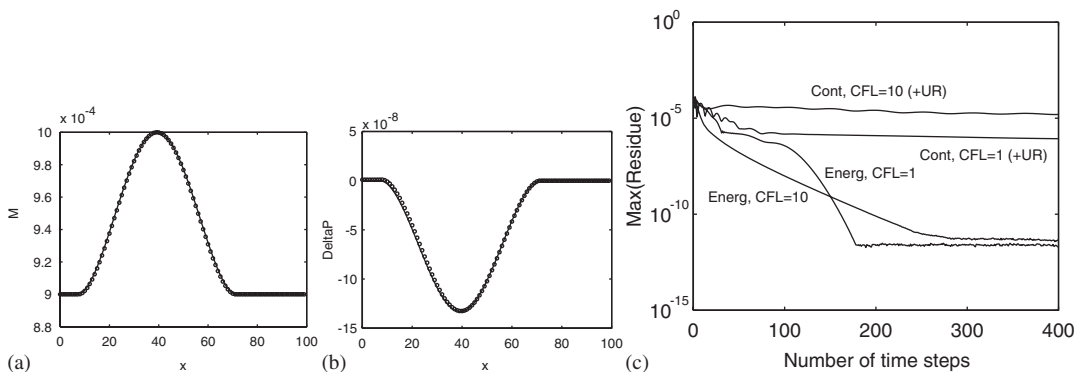 x 10⁻⁴
10
9.8
9.6
9.4
9.2
9
8.8
M
0 20 40 60 80 100
x
(a)
x 10⁻⁸
5
0
−5
−10
−15
DeltaP
0 20 40 60 80 100
x
(b)
10⁰
10⁻⁵
10⁻¹⁰
10⁻¹⁵
Max(Residue)
Cont, CFL=10 (+UR)
Cont, CFL=1 (+UR)
Energ, CFL=1
Energ, CFL=10
0 100 200 300 400
Number of time steps
(c)